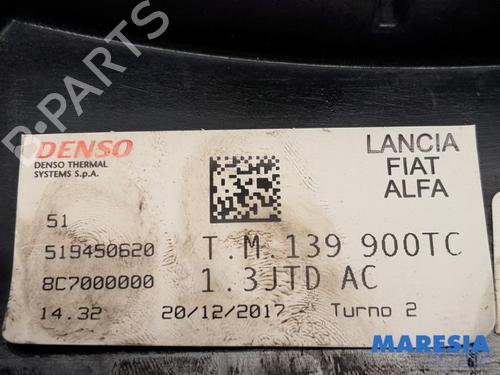 B-PARTS
DENSO
DENSO THERMAL
SYSTEMS S.p.A.
LANCIA
FIAT
ALFA
51
519450620
8C7000000
T.M.139 900TC
1.3JTD AC
14.32 20/12/2017 - Turno 2
MARESIA